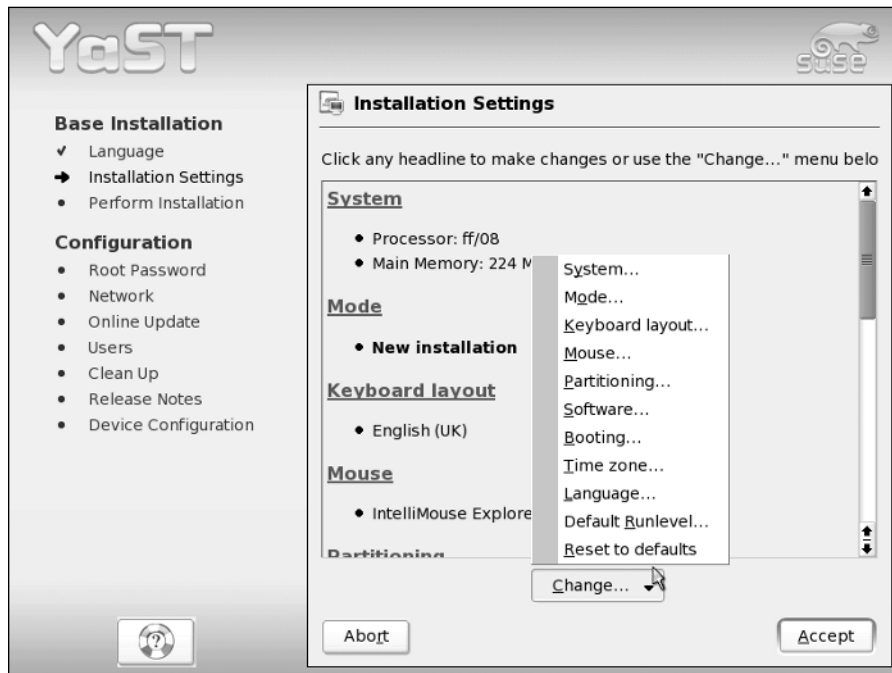 YaST
SUSE
Base Installation
Language
Installation Settings
Perform Installation
Configuration
Root Password
Network
Online Update
Users
Clean Up
Release Notes
Device Configuration
Installation Settings
Click any headline to make changes or use the "Change..." menu belo
System
• Processor: ff/08
• Main Memory: 224 M
Mode
• New installation
Keyboard layout
• English (UK)
Mouse
• IntelliMouse Explore
Partitioning
System...
Mode...
Keyboard layout...
Mouse...
Partitioning...
Software...
Booting...
Time zone...
Language...
Default Runlevel...
Reset to defaults
Change...
Abort
Accept